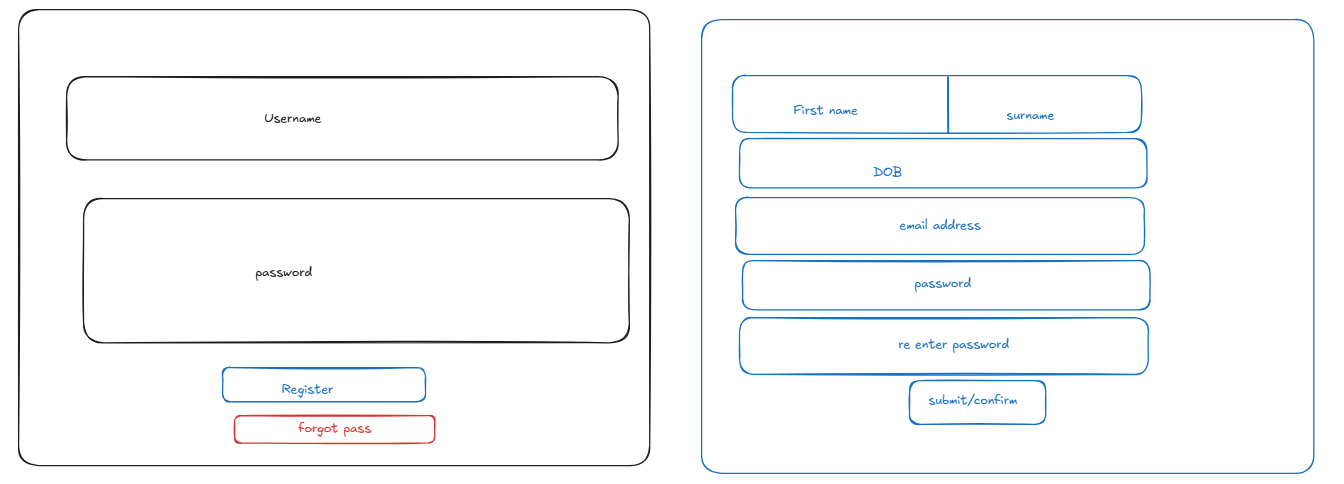 Username
password
Register
forgot pass
First name
surname
DOB
email address
password
re enter password
submit/confirm